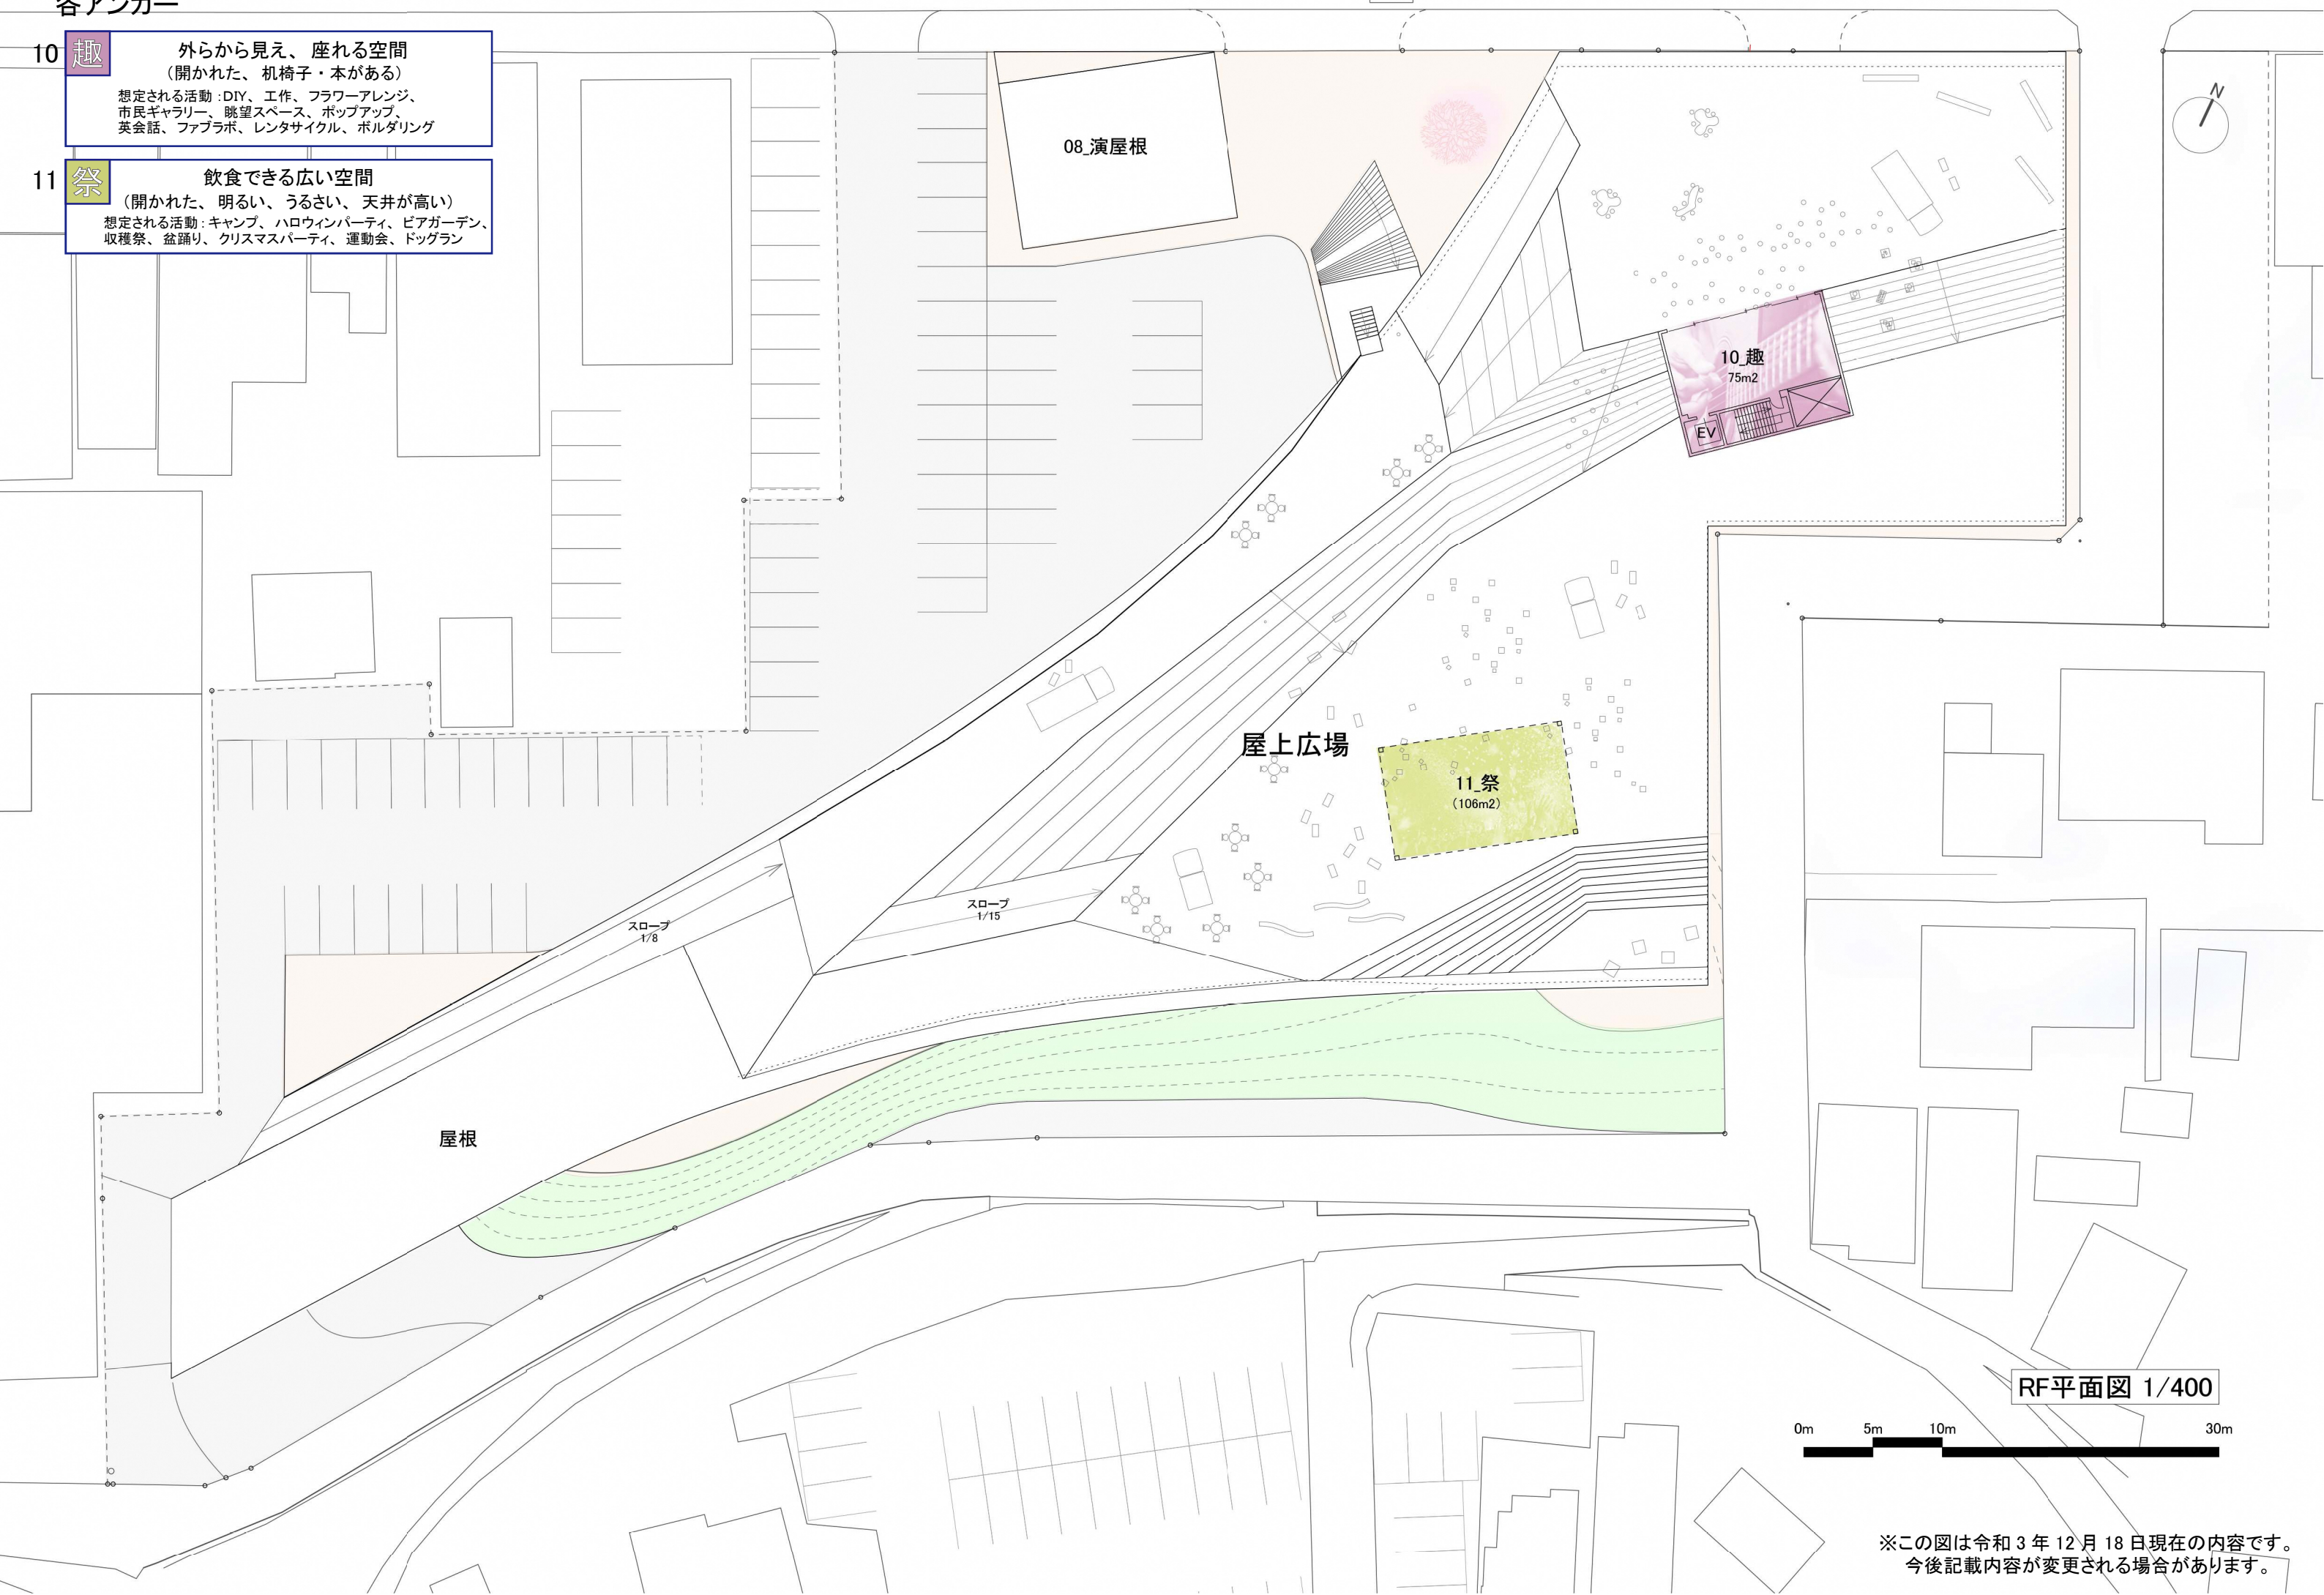 各アンカー
10 趣 外らから見え、座れる空間
（開かれた、机椅子・本がある）
想定される活動：DIY、工作、フラワーアレンジ、
市民ギャラリー、眺望スペース、ポップアップ、
英会話、ファブラボ、レンタサイクル、ボルダリング
11 祭 飲食できる広い空間
（開かれた、明るい、うるさい、天井が高い）
想定される活動：キャンプ、ハロウィンパーティ、ビアガーデン、
収穫祭、盆踊り、クリスマスパーティ、運動会、ドッグラン
08_演屋根
N
10_趣
75m2
EV
屋上広場
11_祭
（106m2）
スロープ
1/15
スロープ
1/8
屋根
RF平面図 1/400
0m 5m 10m 30m
※この図は令和3年12月18日現在の内容です。
今後記載内容が変更される場合があります。